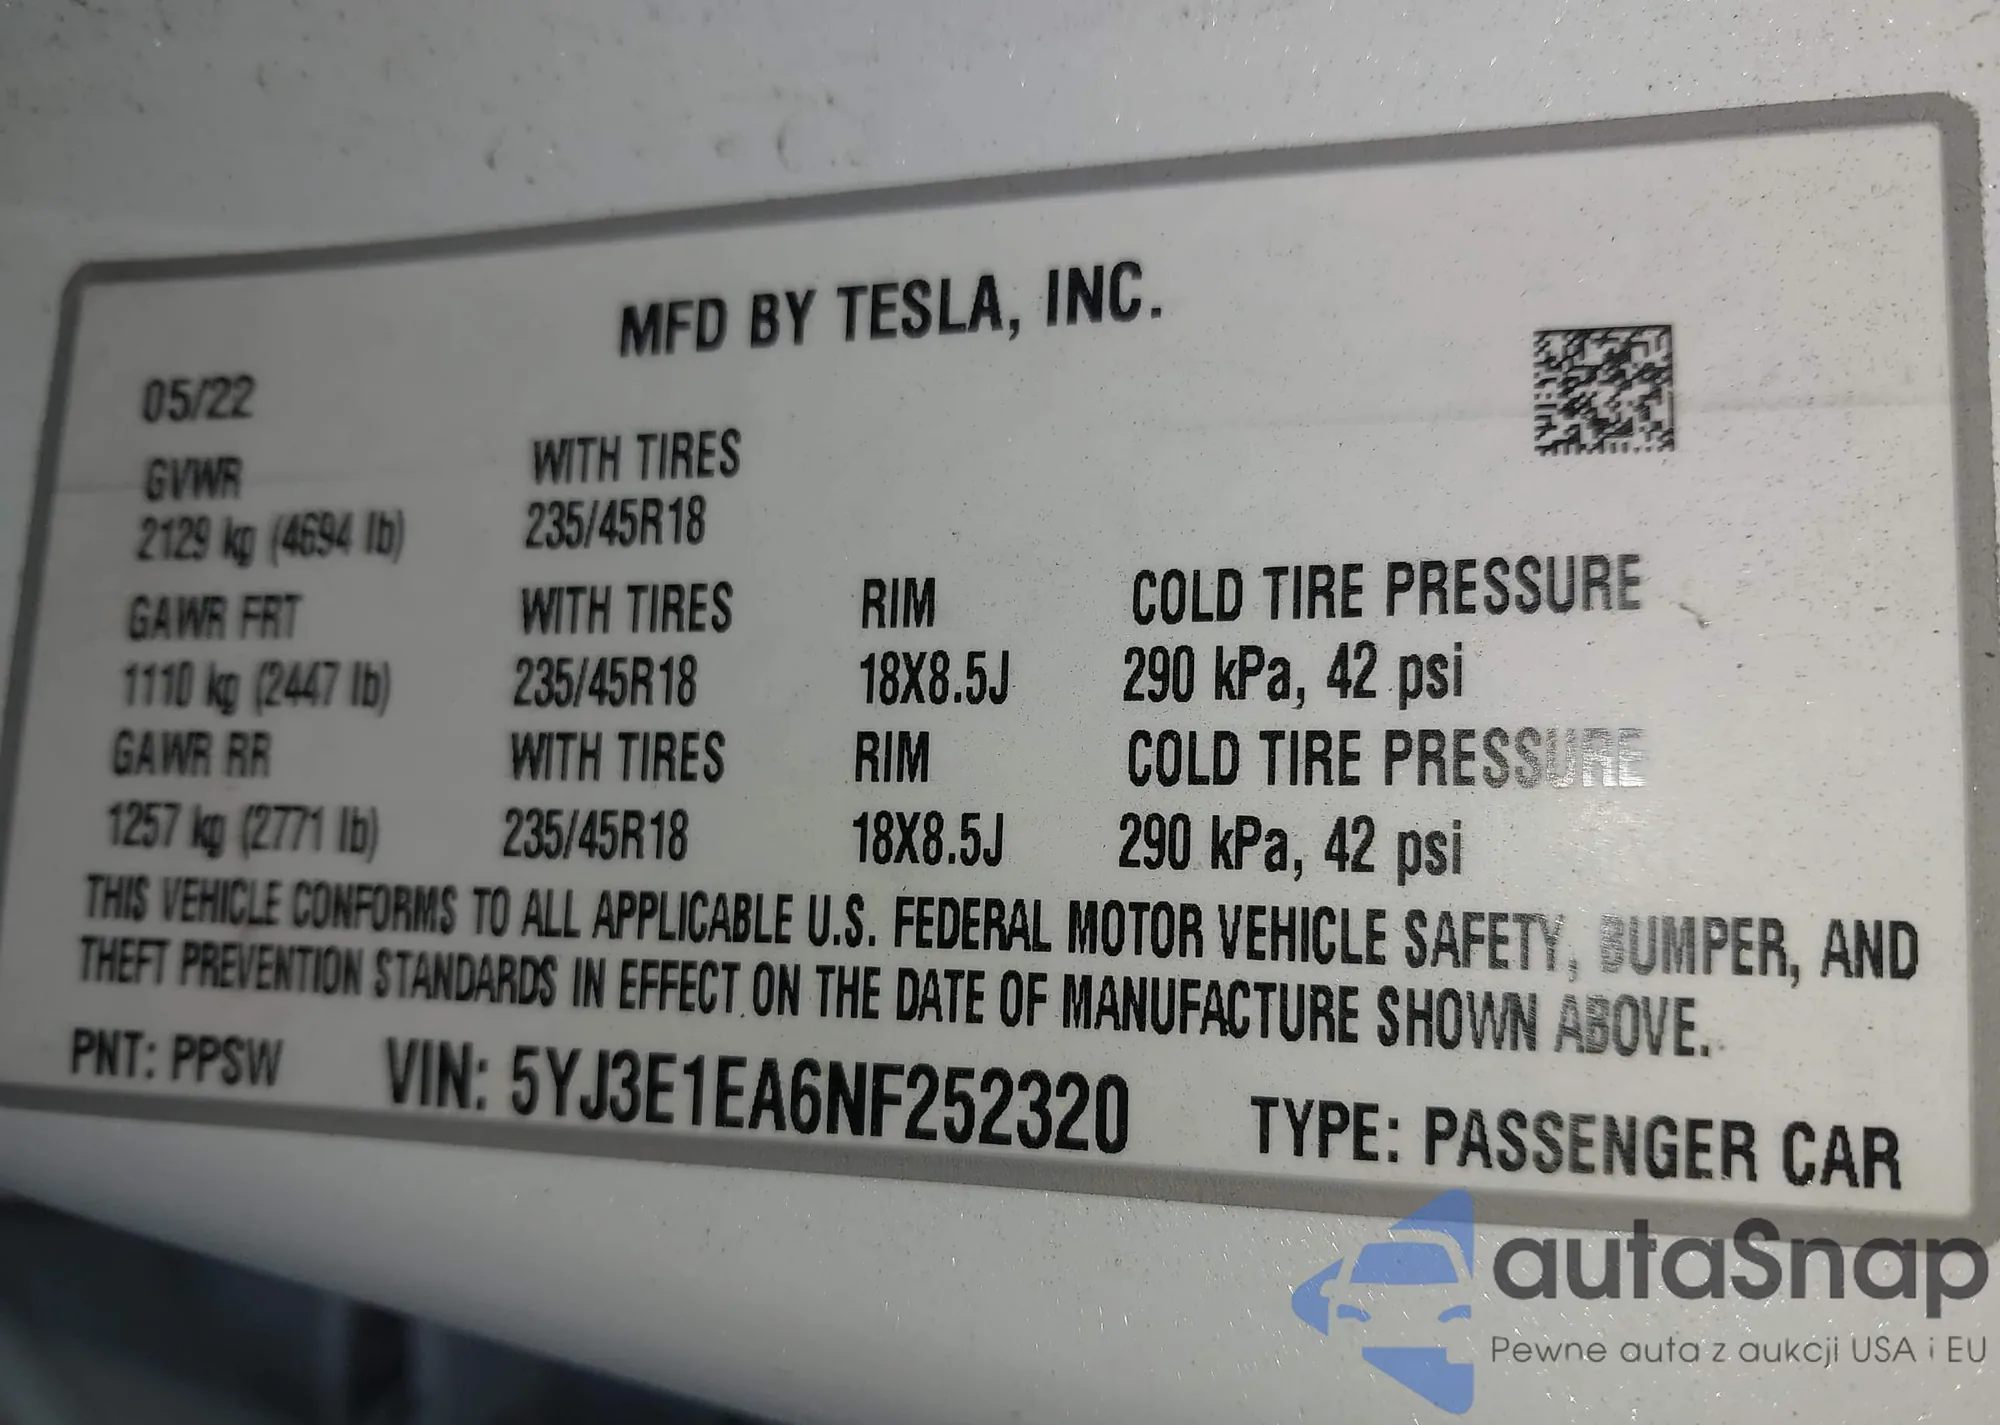 MFD BY TESLA, INC.
05/22
GVWR WITH TIRES
2129 kg (4694 lb) 235/45R18
GAWR FRT WITH TIRES RIM COLD TIRE PRESSURE
1110 kg (2447 lb) 235/45R18 18X8.5J 290 kPa, 42 psi
GAWR RR WITH TIRES RIM COLD TIRE PRESSURE
1257 kg (2771 lb) 235/45R18 18X8.5J 290 kPa, 42 psi
THIS VEHICLE CONFORMS TO ALL APPLICABLE U.S. FEDERAL MOTOR VEHICLE SAFETY, BUMPER, AND
THEFT PREVENTION STANDARDS IN EFFECT ON THE DATE OF MANUFACTURE SHOWN ABOVE.
PNT: PPSW VIN: 5YJ3E1EA6NF252320 TYPE: PASSENGER CAR
autaSnap
Pewne auta z aukcji USA i EU